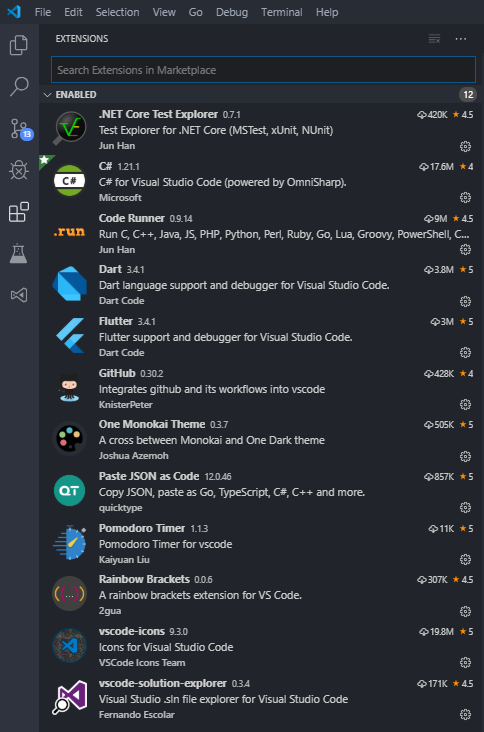 File Edit Selection View Go Debug Terminal Help
EXTENSIONS
Search Extensions in Marketplace
ENABLED 12
.NET Core Test Explorer 0.7.1 420K 4.5
Test Explorer for .NET Core (MSTest, xUnit, NUnit)
Jun Han
C# C# 1.21.1 17.6M 4
C# for Visual Studio Code (powered by OmniSharp).
Microsoft
13
Code Runner 0.9.14 9M 4.5
.run Run C, C++, Java, JS, PHP, Python, Perl, Ruby, Go, Lua, Groovy, PowerShell, C...
Jun Han
Dart 3.4.1 3.8M 5
Dart language support and debugger for Visual Studio Code.
Dart Code
Flutter 3.4.1 3M 5
Flutter support and debugger for Visual Studio Code.
Dart Code
GitHub 0.30.2 428K 4
Integrates github and its workflows into vscode
KnisterPeter
One Monokai Theme 0.3.7 505K 5
A cross between Monokai and One Dark theme
Joshua Azemoh
Paste JSON as Code 12.0.46 857K 5
QT Copy JSON, paste as Go, TypeScript, C#, C++ and more.
quicktype
Pomodoro Timer 1.1.3 11K 5
Pomodoro Timer for vscode
Kaiyuan Liu
Rainbow Brackets 0.0.6 307K 4.5
{...} A rainbow brackets extension for VS Code.
2gua
vscode-icons 9.3.0 19.8M 5
Icons for Visual Studio Code
VSCode Icons Team
vscode-solution-explorer 0.3.4 171K 4.5
Visual Studio .sln file explorer for Visual Studio Code
Fernando Escolar